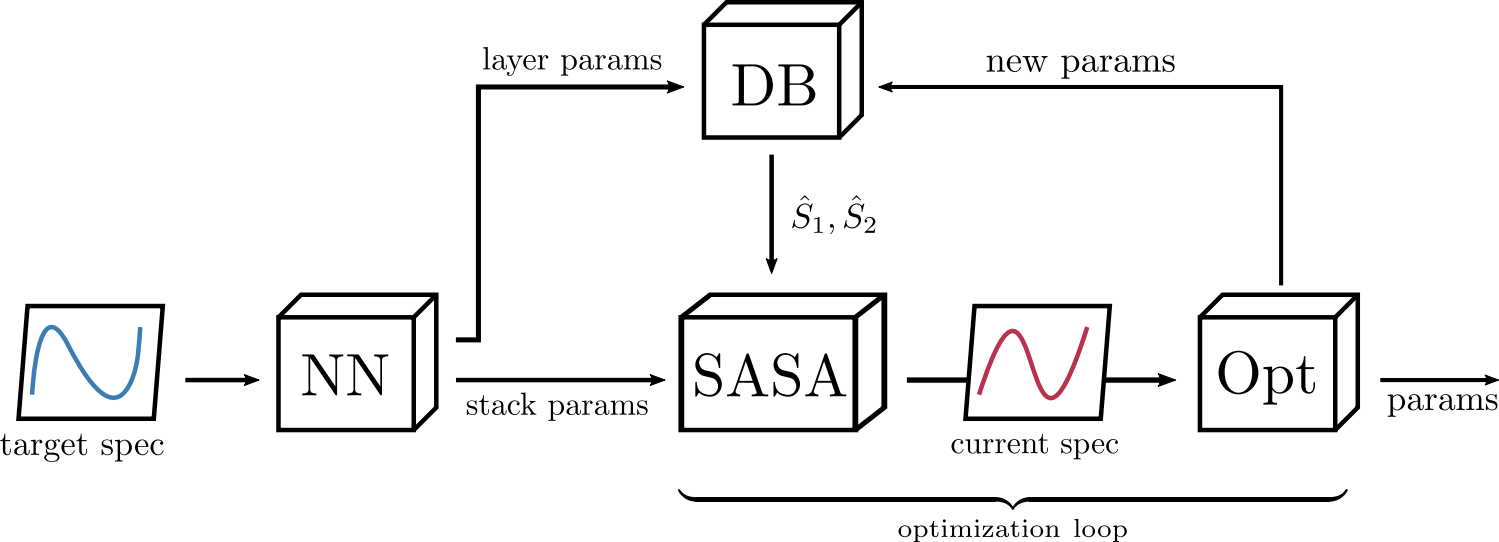 layer params
DB
new params
Ŝ₁, Ŝ₂
NN
SASA
Opt
stack params
params
target spec
current spec
optimization loop